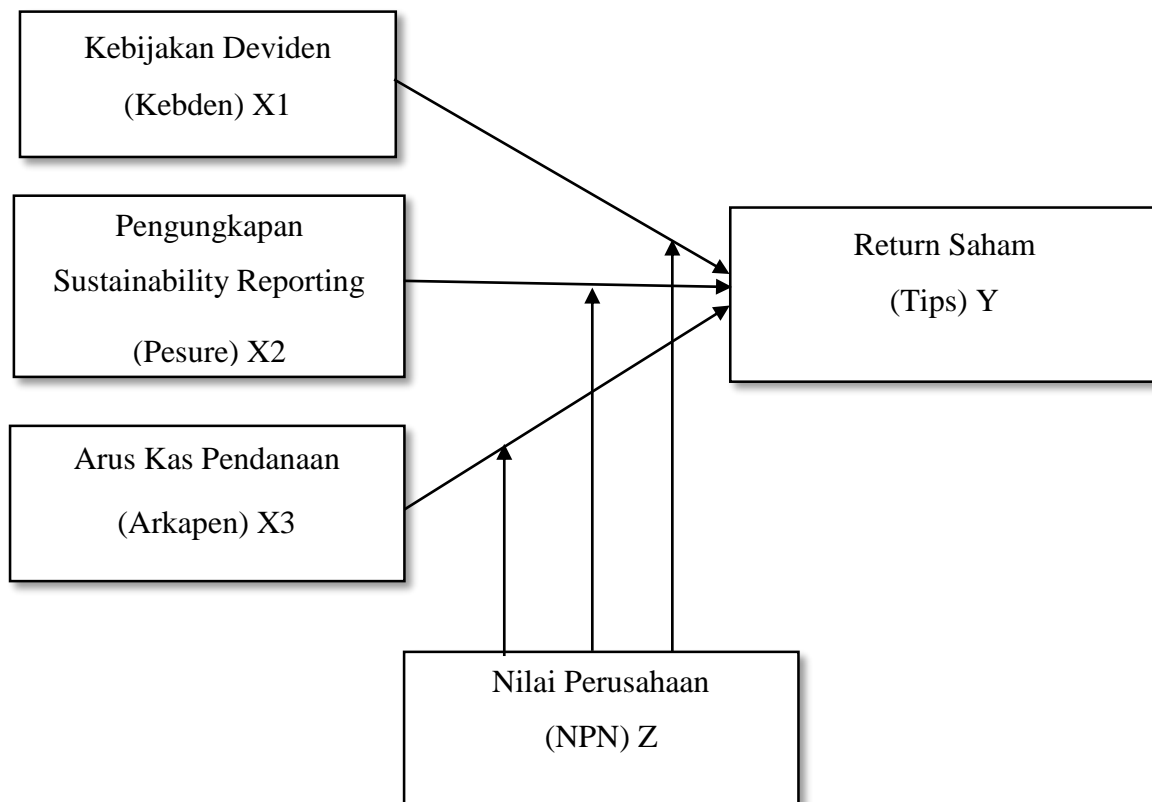 Kebijakan Deviden
(Kebden) X1
Pengungkapan
Sustainability Reporting
(Pesure) X2
Return Saham
(Tips) Y
Arus Kas Pendanaan
(Arkapen) X3
Nilai Perusahaan
(NPN) Z